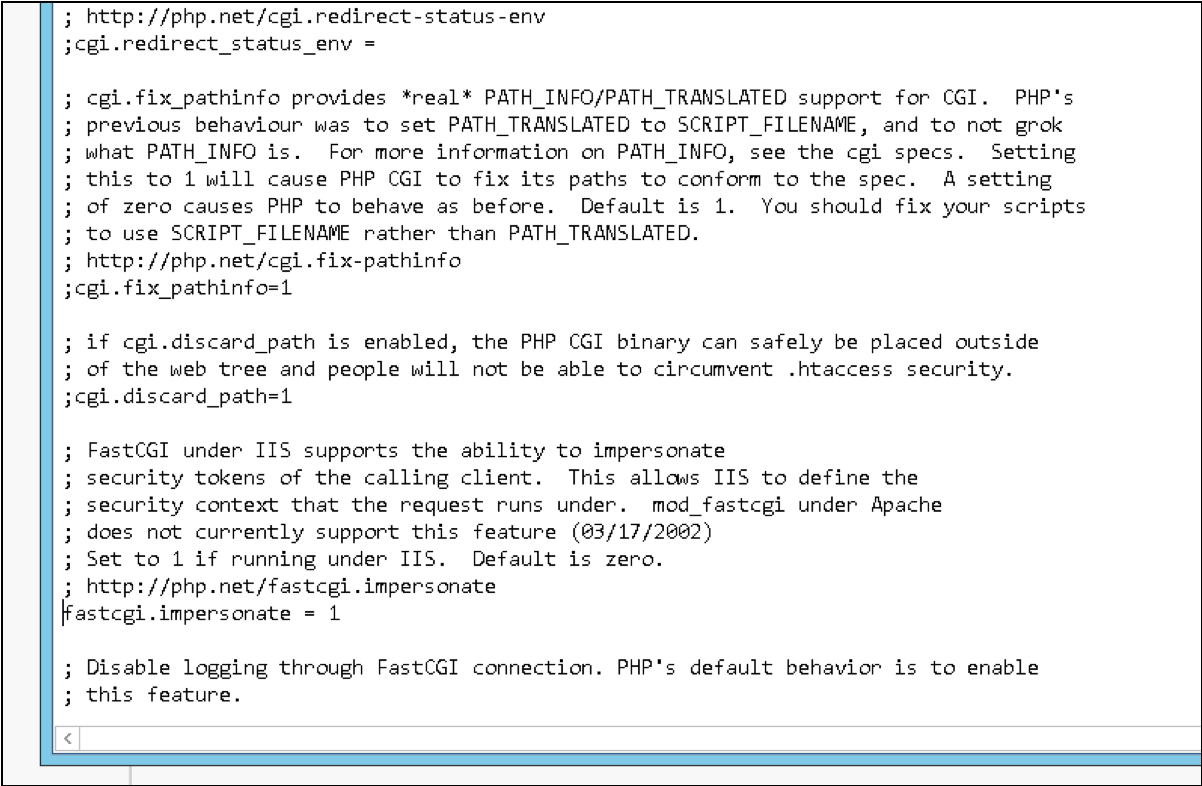 ; http://php.net/cgi.redirect-status-env
;cgi.redirect_status_env =
; cgi.fix_pathinfo provides *real* PATH_INFO/PATH_TRANSLATED support for CGI.  PHP's
; previous behaviour was to set PATH_TRANSLATED to SCRIPT_FILENAME, and to not grok
; what PATH_INFO is.  For more information on PATH_INFO, see the cgi specs.  Setting
; this to 1 will cause PHP CGI to fix its paths to conform to the spec.  A setting
; of zero causes PHP to behave as before.  Default is 1.  You should fix your scripts
; to use SCRIPT_FILENAME rather than PATH_TRANSLATED.
; http://php.net/cgi.fix-pathinfo
;cgi.fix_pathinfo=1
; if cgi.discard_path is enabled, the PHP CGI binary can safely be placed outside
; of the web tree and people will not be able to circumvent .htaccess security.
;cgi.discard_path=1
; FastCGI under IIS supports the ability to impersonate
; security tokens of the calling client.  This allows IIS to define the
; security context that the request runs under.  mod_fastcgi under Apache
; does not currently support this feature (03/17/2002)
; Set to 1 if running under IIS.  Default is zero.
; http://php.net/fastcgi.impersonate
fastcgi.impersonate = 1
; Disable logging through FastCGI connection. PHP's default behavior is to enable
; this feature.